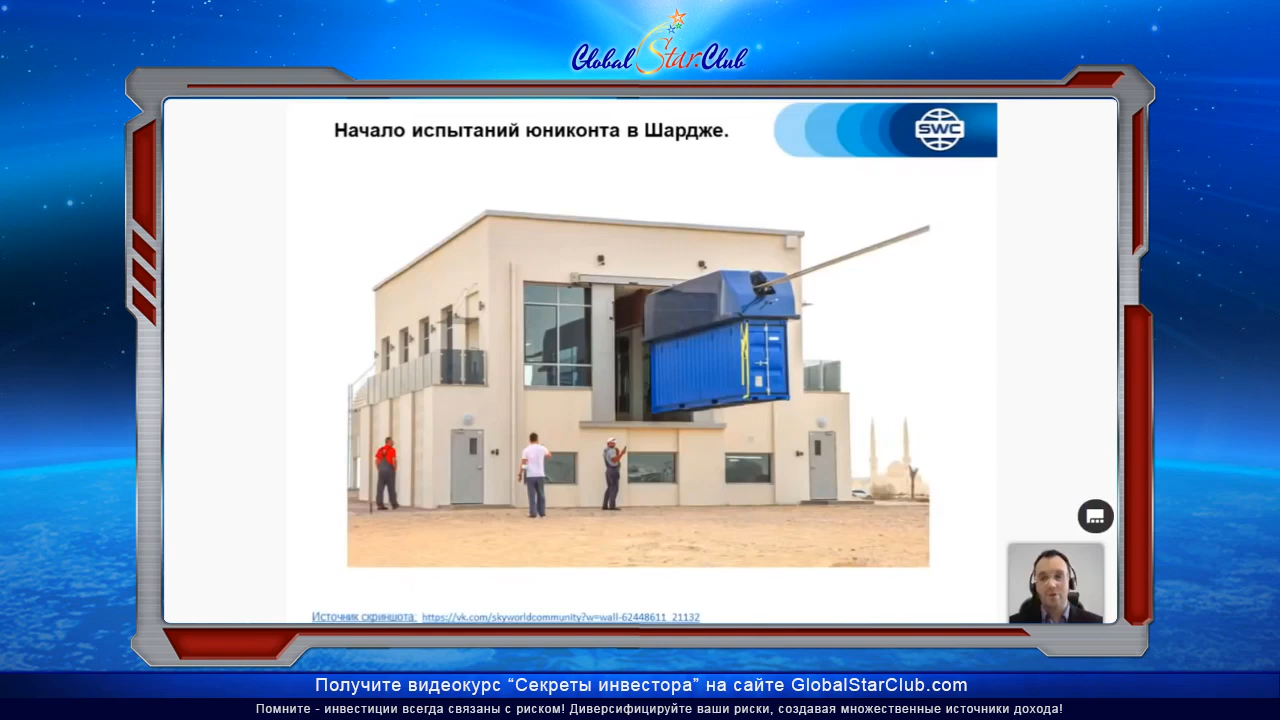 Global Star.Club
Начало испытаний юниконта в Шардже.
SWC
Источник скриншота: https://vk.com/skyworldcommunity?w=wall-62448611_21132
Получите видеокурс “Секреты инвестора” на сайте GlobalStarClub.com
Помните - инвестиции всегда связаны с риском! Диверсифицируйте ваши риски, создавая множественные источники дохода!